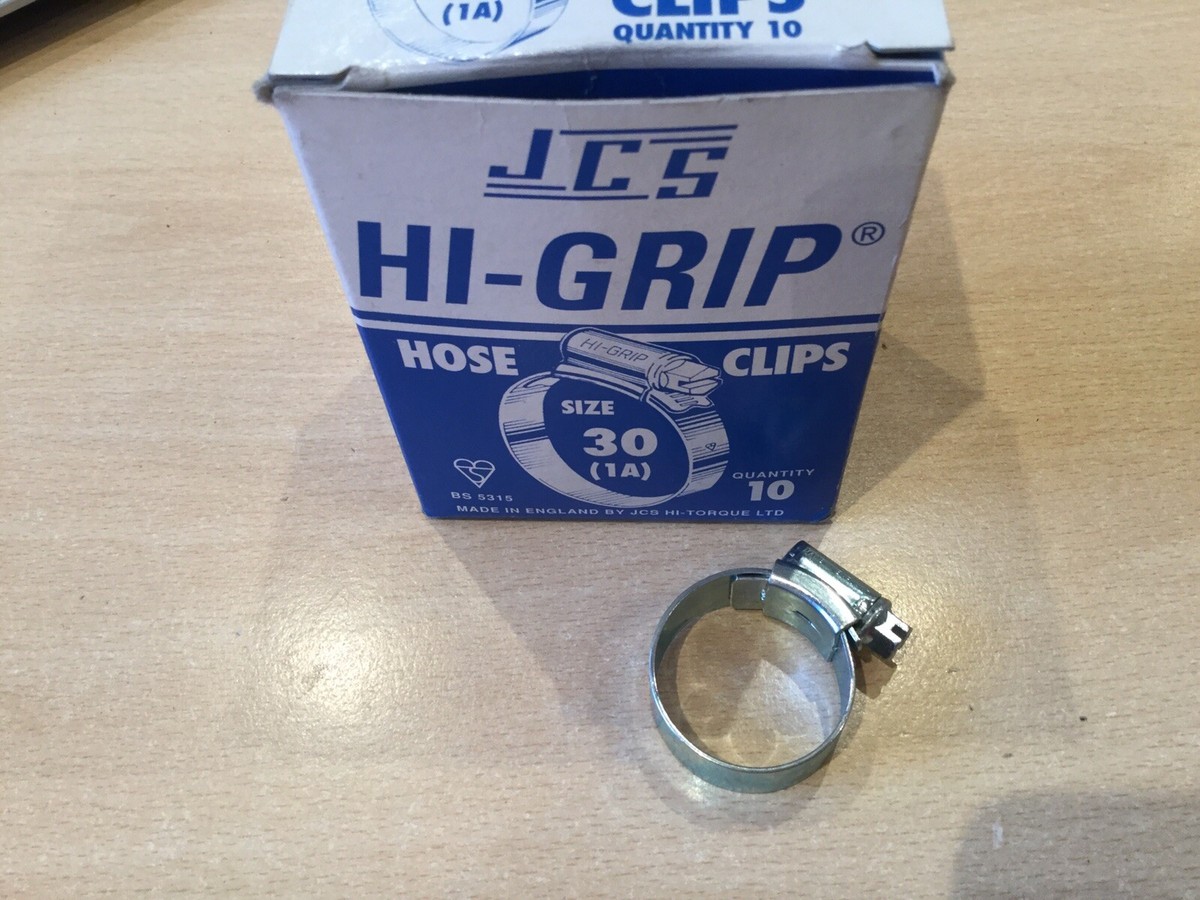 (1A)
CLIPS
QUANTITY 10
JCS
HI-GRIP®
HOSE CLIPS
HI-GRIP
SIZE
30
(1A)
BS 5315
QUANTITY
10
MADE IN ENGLAND BY JCS HI-TORQUE LTD